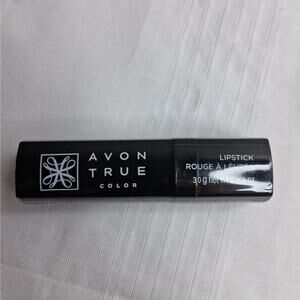 AVON
TRUE
COLOR
LIPSTICK
ROUGE À LÈVRES
3.0 g